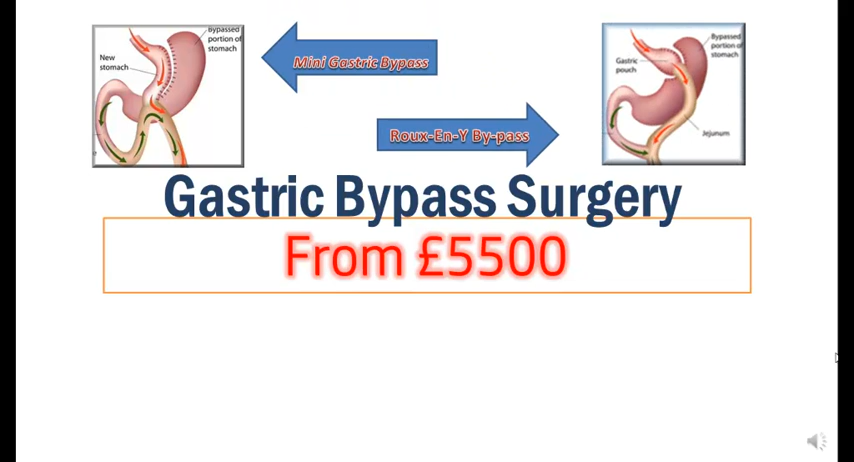 Bypassed
portion of
stomach
New
stomach
Mini Gastric Bypass
Bypassed
portion of
stomach
Gastric
pouch
Jejunum
Roux-En-Y By-pass
Gastric Bypass Surgery
From £5500